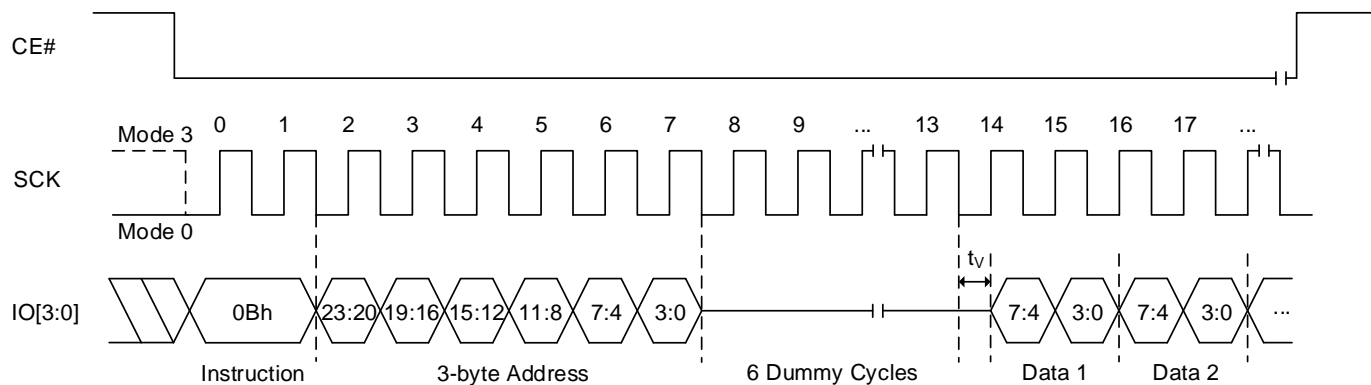 CE#
Mode 3 0 1 2 3 4 5 6 7 8 9 ... 13 14 15 16 17 ...
SCK
Mode 0
tV
IO[3:0] 0Bh 23:20 19:16 15:12 11:8 7:4 3:0 7:4 3:0 7:4 3:0 ...
Instruction 3-byte Address 6 Dummy Cycles Data 1 Data 2